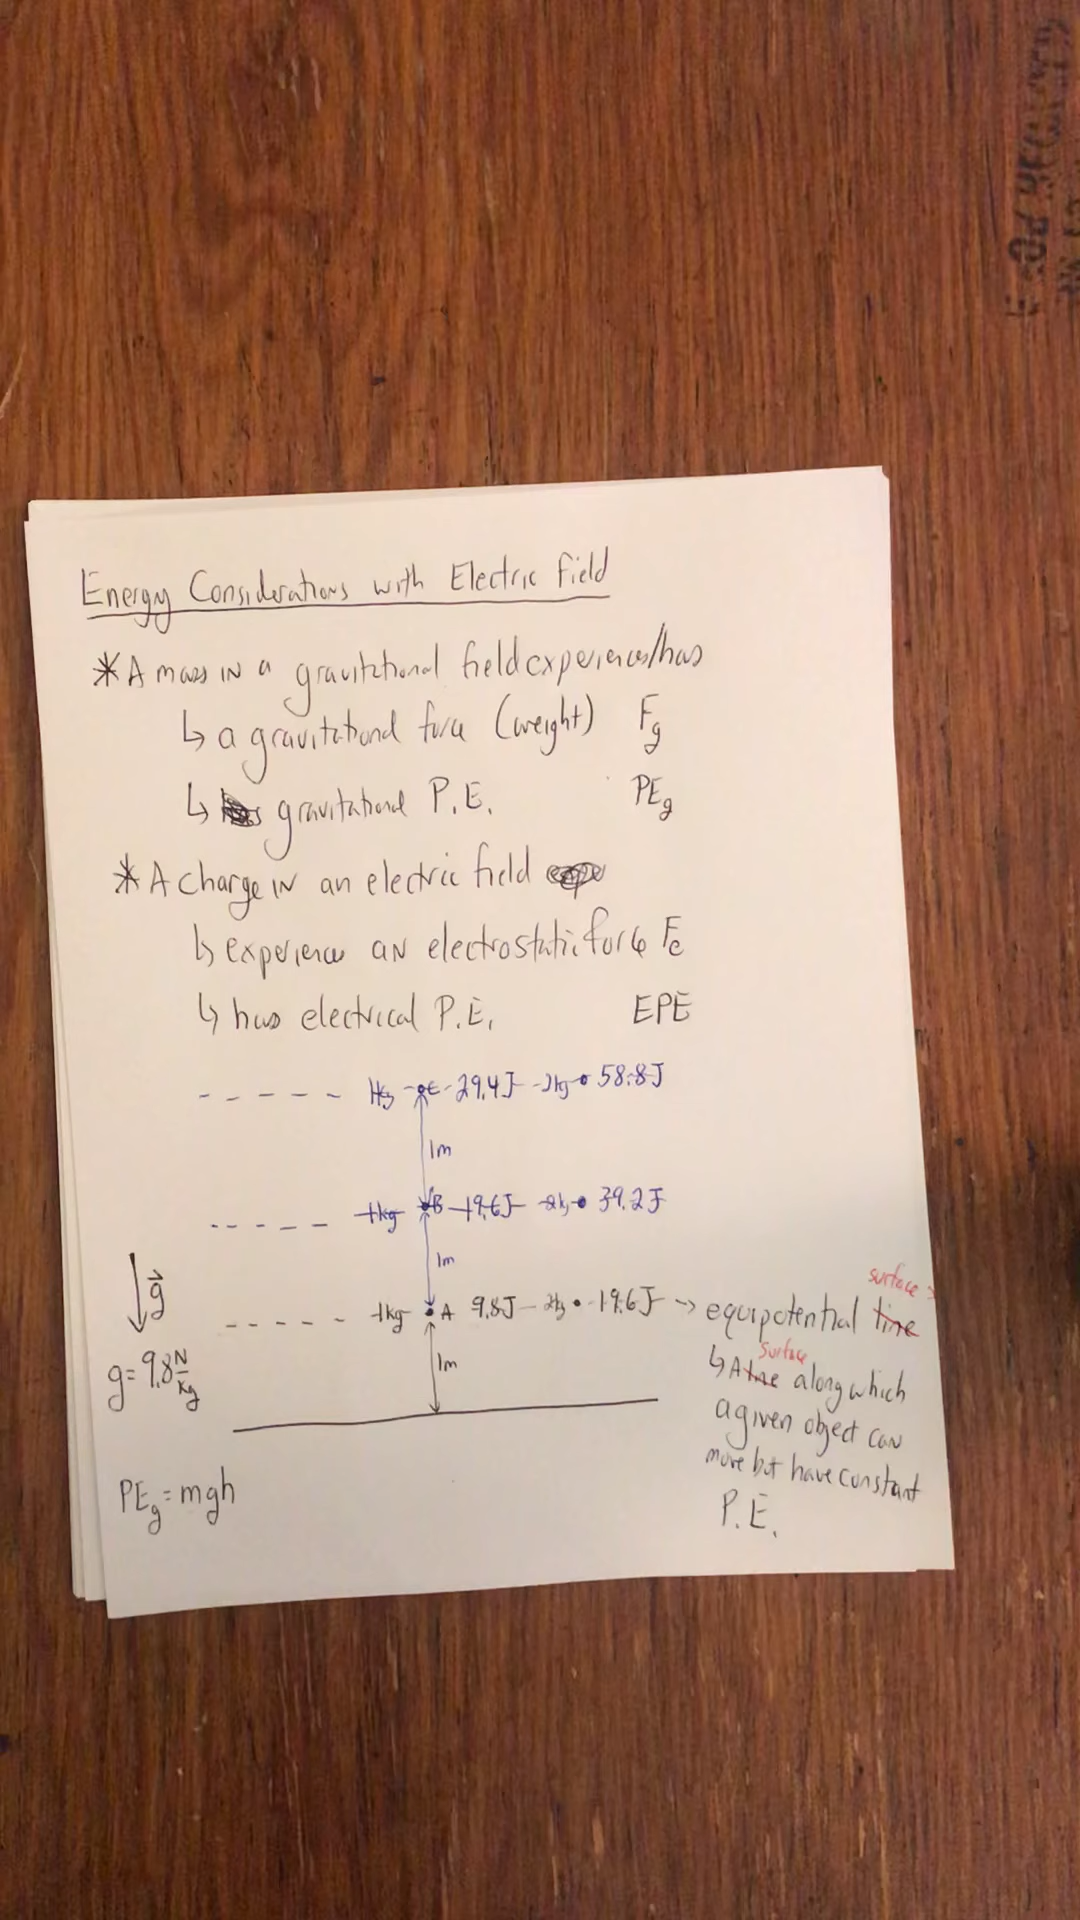 Energy Considerations with Electric Field
* A mass in a gravitational field experiences/has
↳ a gravitational force (weight) Fg
↳ gravitational P.E. PEg
* A charge in an electric field
↳ experiences an electrostatic force Fe
↳ has electrical P.E. EPE
1kg C 29.4J 2kg 58.8J
1m
1kg B 19.6J 2kg 39.2J
1m
surface
1kg A 9.8J 2kg 19.6J → equipotential line
surface
1m
↳ A line along which
a given object can
move but have constant
P.E.
g
g = 9.8 N/kg
PEg = mgh